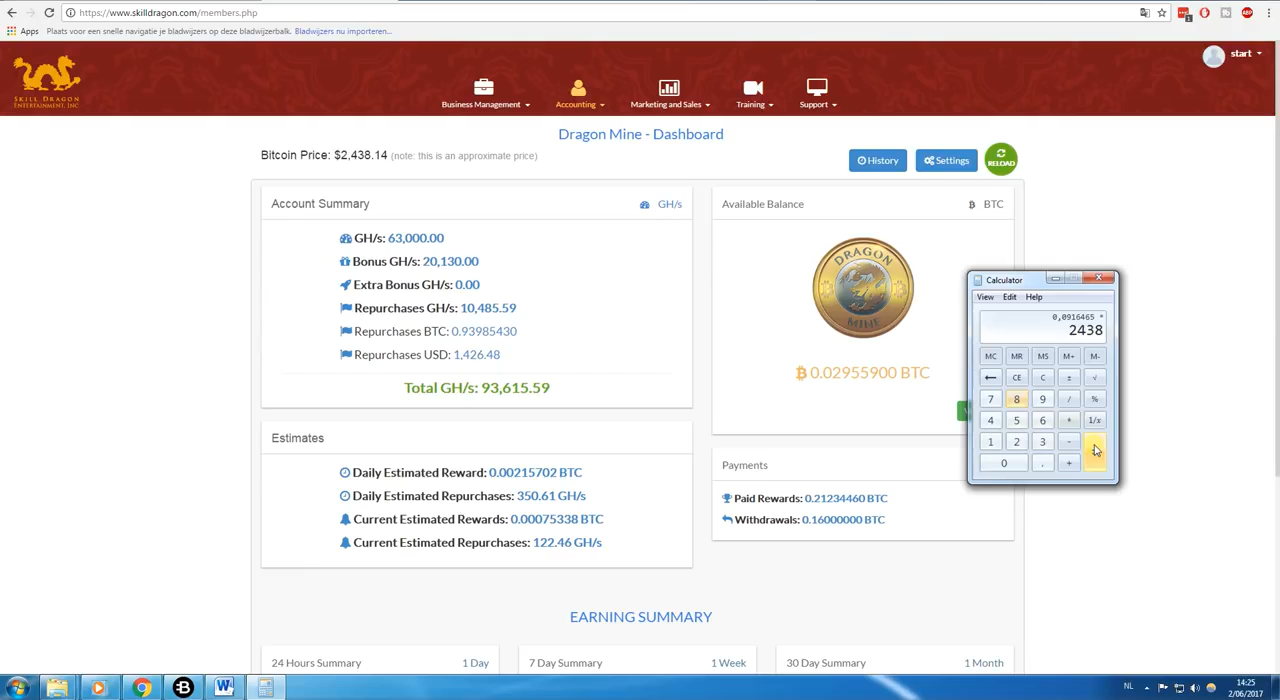 https://www.skilldragon.com/members.php
Apps Plaats voor een snelle navigatie je bladwijzers op deze bladwijzerbalk. Bladwijzers nu importeren...
start
SKILL DRAGON
ENTERTAINMENT, INC
Business Management Accounting Marketing and Sales Training Support
Dragon Mine - Dashboard
Bitcoin Price: $2,438.14 (note: this is an approximate price)
History Settings RELOAD
Account Summary GH/s
GH/s: 63,000.00
Bonus GH/s: 20,130.00
Extra Bonus GH/s: 0.00
Repurchases GH/s: 10,485.59
Repurchases BTC: 0.93985430
Repurchases USD: 1,426.48
Total GH/s: 93,615.59
Available Balance BTC
DRAGON
MINE
0.02955900 BTC
Calculator
View Edit Help
0,0916465 *
2438
MC MR MS M+ M-
← CE C ± √
7 8 9 / %
4 5 6 * 1/x
1 2 3 -
0 , +
Estimates
Daily Estimated Reward: 0.00215702 BTC
Daily Estimated Repurchases: 350.61 GH/s
Current Estimated Rewards: 0.00075338 BTC
Current Estimated Repurchases: 122.46 GH/s
Payments
Paid Rewards: 0.21234460 BTC
Withdrawals: 0.16000000 BTC
EARNING SUMMARY
24 Hours Summary 1 Day
7 Day Summary 1 Week
30 Day Summary 1 Month
NL
14:25
2/06/2017